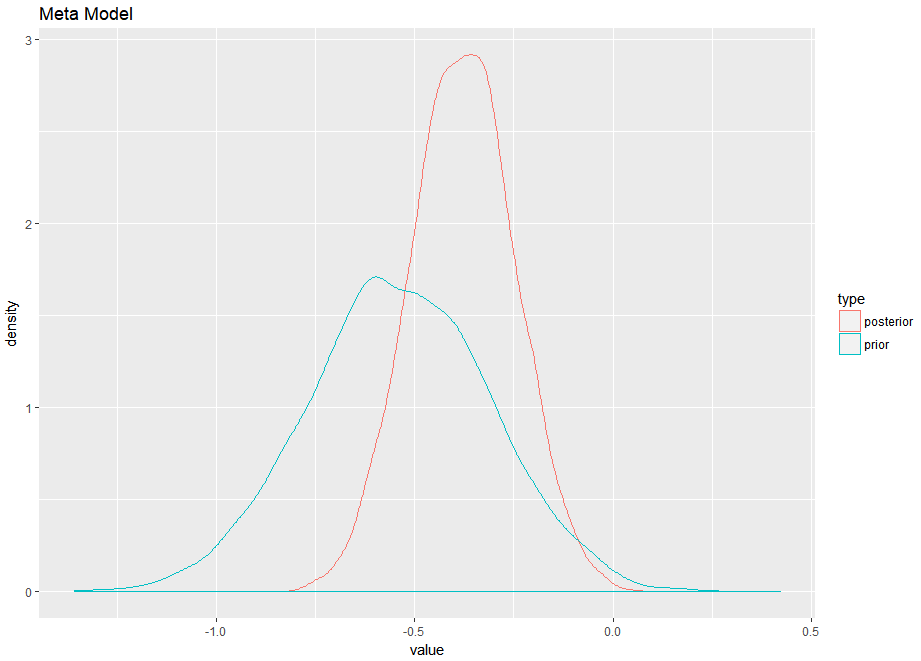 Meta Model
3
2
1
0
density
-1.0
-0.5
0.0
0.5
value
type
posterior
prior